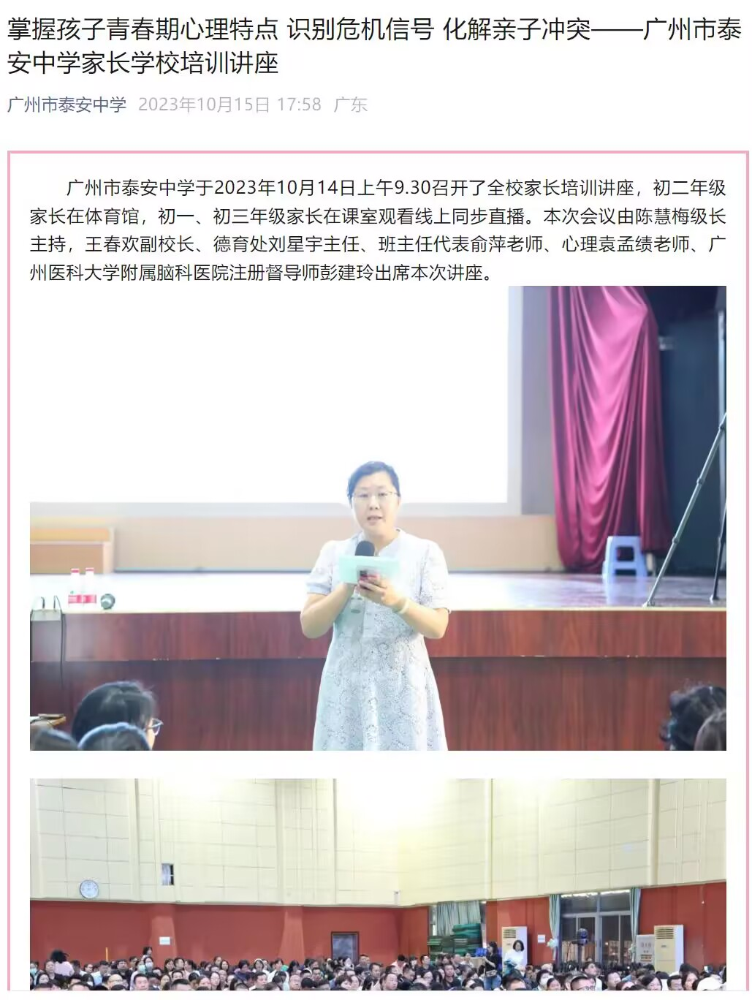 掌握孩子青春期心理特点 识别危机信号 化解亲子冲突——广州市泰
安中学家长学校培训讲座
广州市泰安中学 2023年10月15日 17:58 广东
广州市泰安中学于2023年10月14日上午9.30召开了全校家长培训讲座，初二年级
家长在体育馆，初一、初三年级家长在课室观看线上同步直播。本次会议由陈慧梅级长
主持，王春欢副校长、德育处刘星宇主任、班主任代表俞萍老师、心理袁孟绩老师、广
州医科大学附属脑科医院注册督导师彭建玲出席本次讲座。